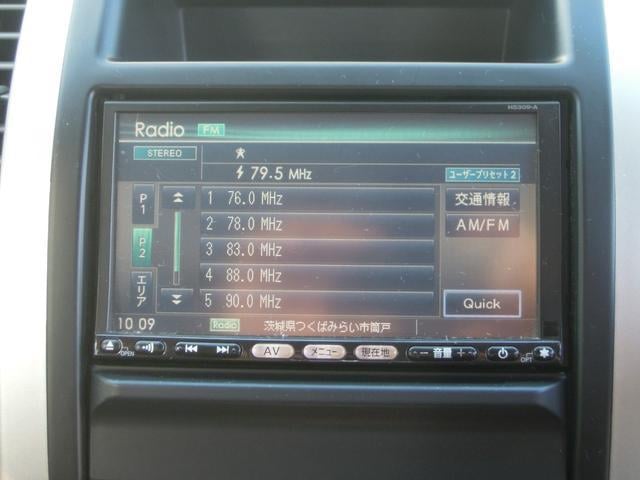 HS309-A
Radio FM
STEREO
79.5 MHz
ユーザープリセット2
P1
1 76.0 MHz
交通情報
2 78.0 MHz
AM/FM
P2
3 83.0 MHz
4 88.0 MHz
エリア
5 90.0 MHz
Quick
10 09
Radio 茨城県つくばみらい市筒戸
OPEN
AV
メニュー
現在地
− 音量 +
OPT